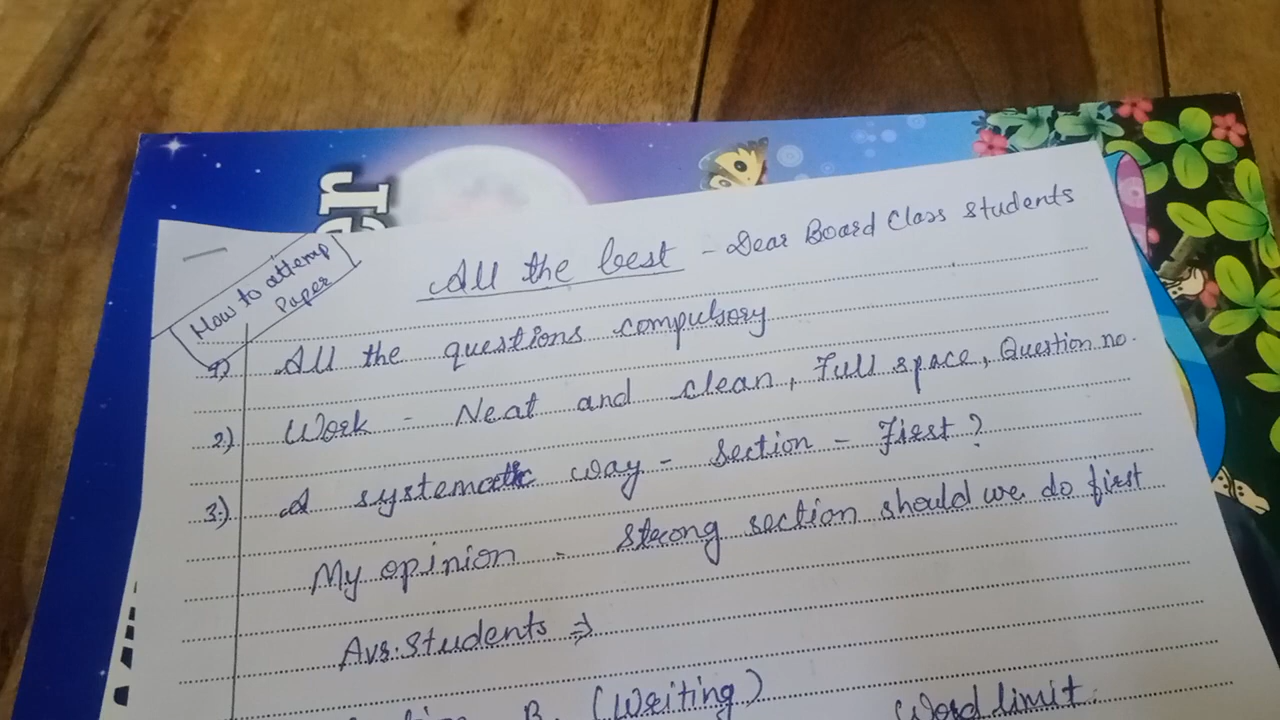 How to attemp
Paper
All the best - Dear Board Class students
1) All the questions compulsory
2.) Work - Neat and clean, Full space, Question no.
3.) A systematic way - Section - First?
My opinion - Strong section should we do first
Avg. Students ⇒
B. (Writing) Word limit.
er